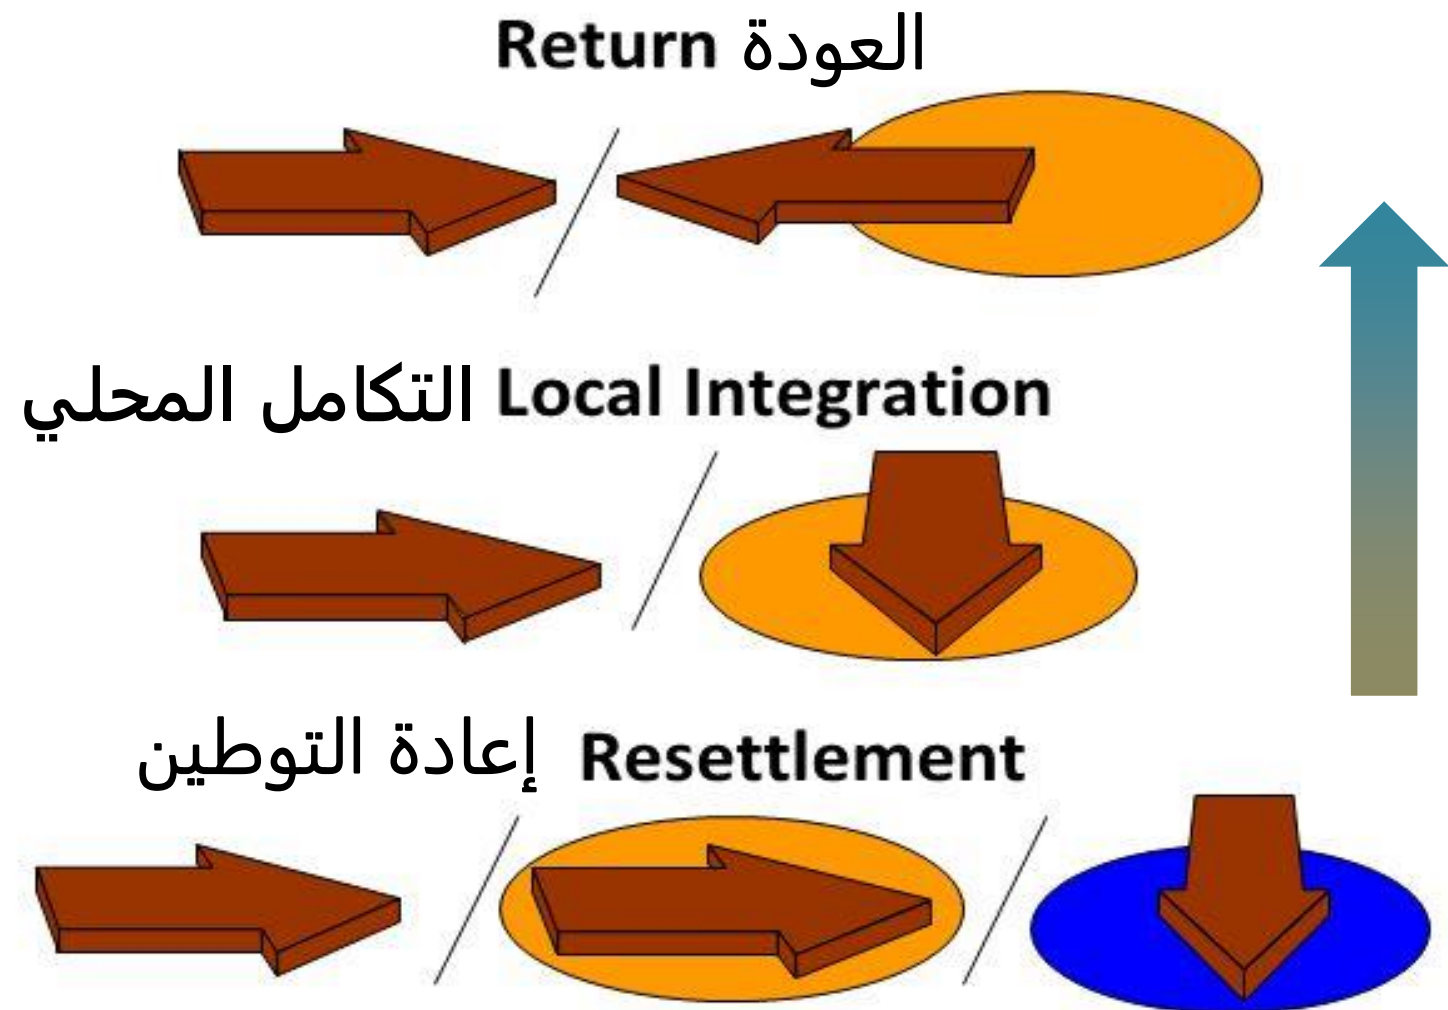 Return العودة
التكامل المحلي Local Integration
إعادة التوطين Resettlement